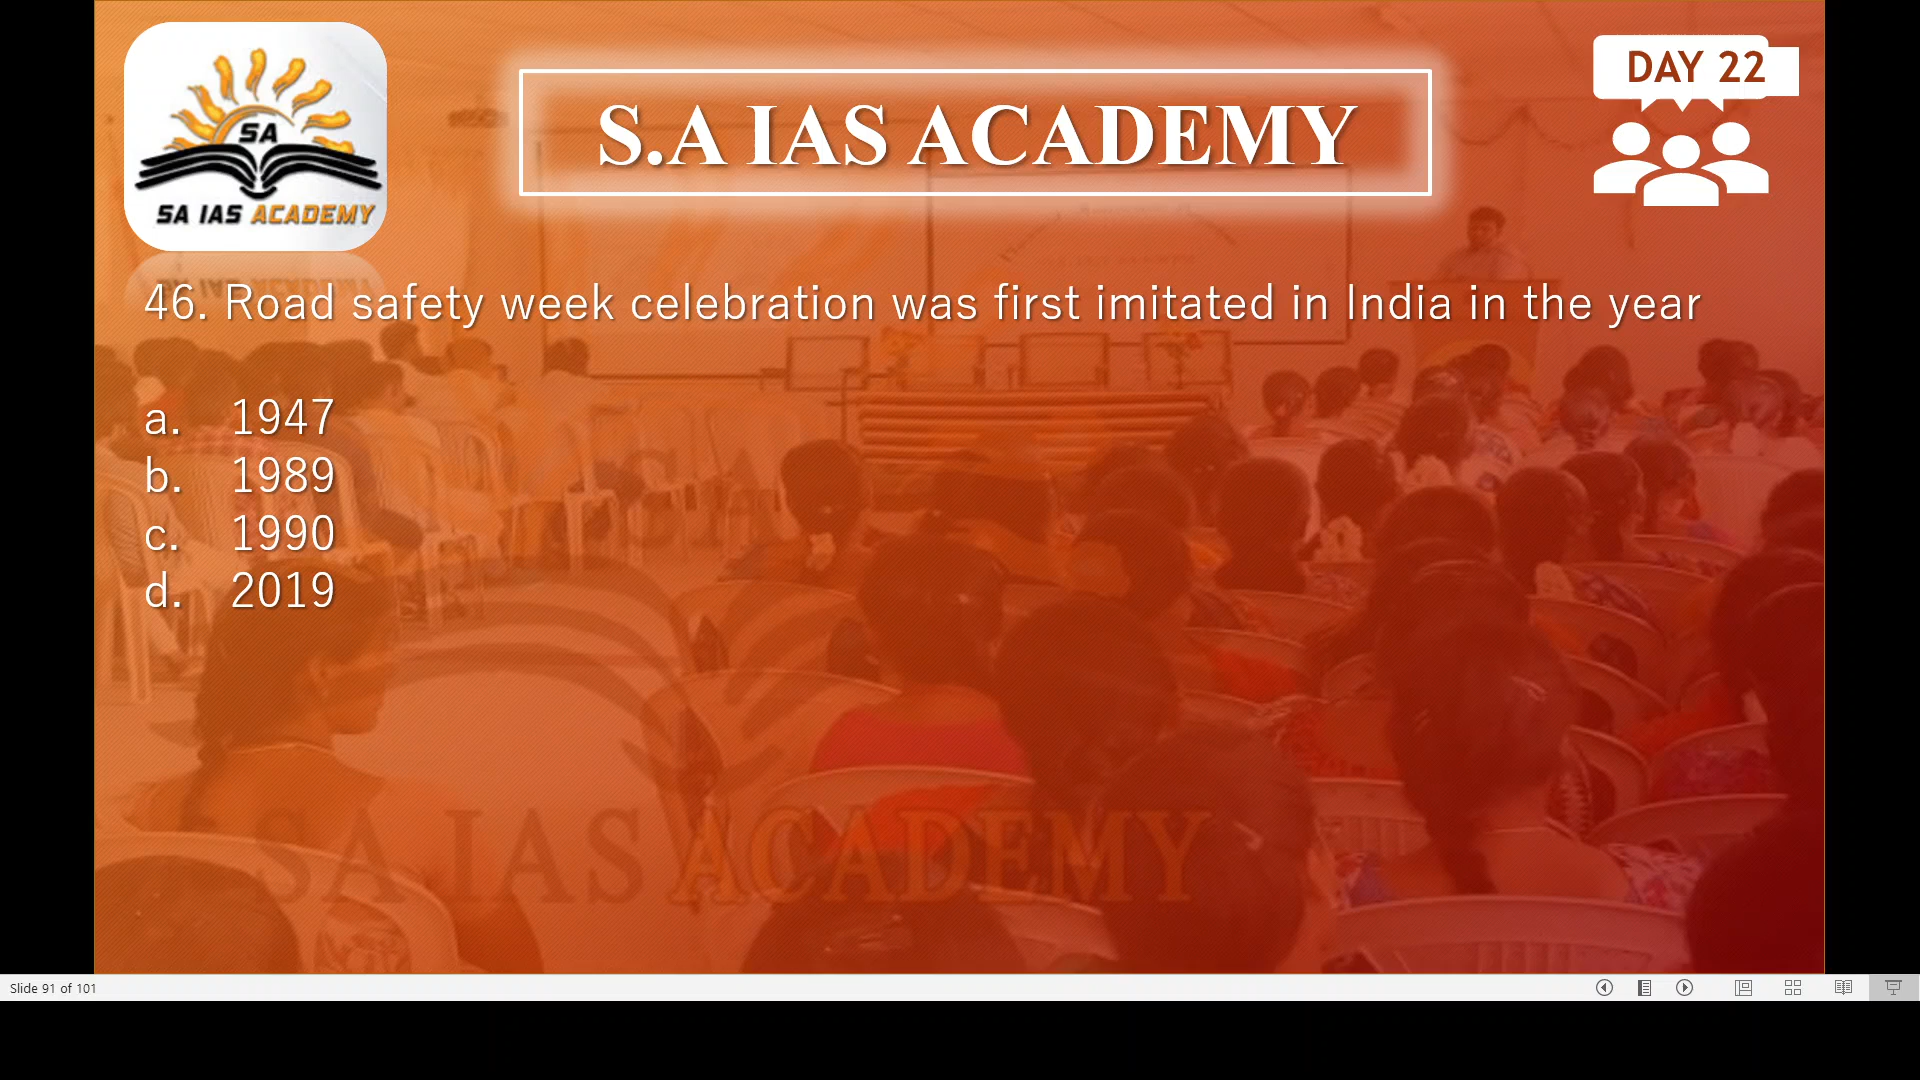 SA
SA IAS ACADEMY
S.A IAS ACADEMY
DAY 22
46. Road safety week celebration was first imitated in India in the year
a. 1947
b. 1989
c. 1990
d. 2019
SA IAS ACADEMY
Slide 91 of 101